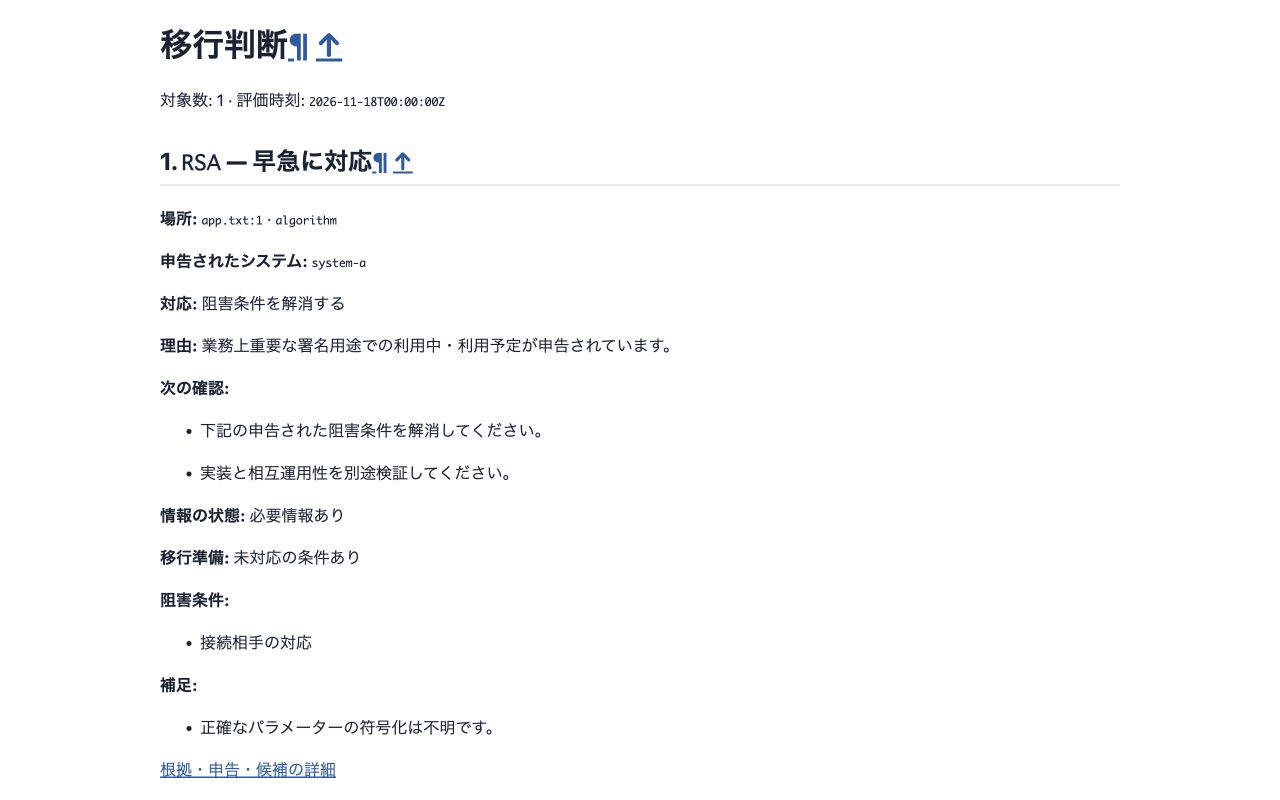 移行判断¶ ↑
対象数: 1 · 評価時刻: 2026-11-18T00:00:00Z
1. RSA — 早急に対応¶ ↑
場所: app.txt:1 · algorithm
申告されたシステム: system-a
対応: 阻害条件を解消する
理由: 業務上重要な署名用途での利用中・利用予定が申告されています。
次の確認:
• 下記の申告された阻害条件を解消してください。
• 実装と相互運用性を別途検証してください。
情報の状態: 必要情報あり
移行準備: 未対応の条件あり
阻害条件:
• 接続相手の対応
補足:
• 正確なパラメーターの符号化は不明です。
根拠・申告・候補の詳細